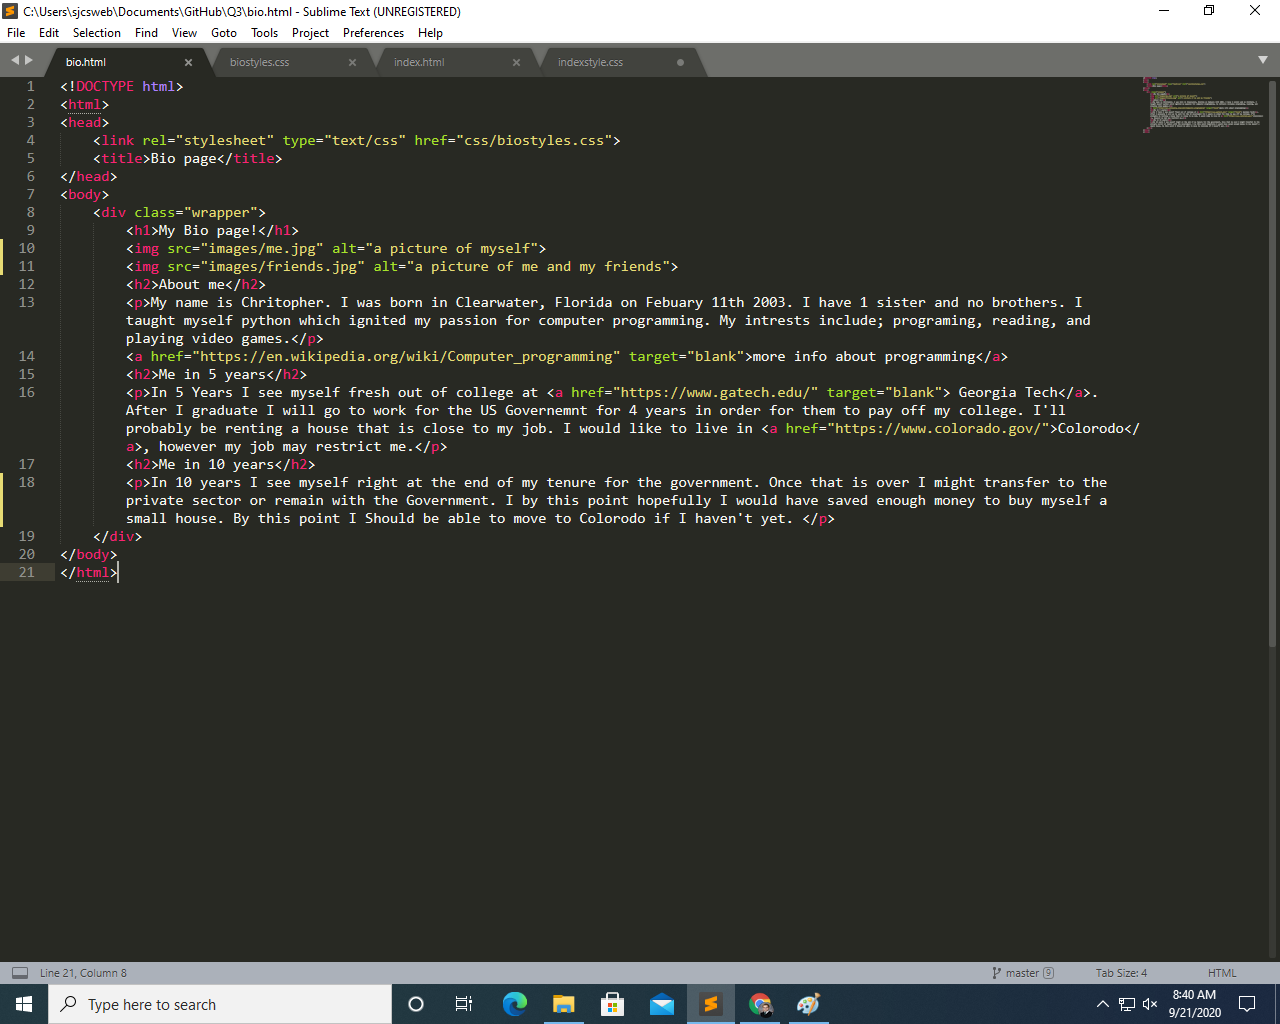 C:\Users\sjcsweb\Documents\GitHub\Q3\bio.html - Sublime Text (UNREGISTERED)
File Edit Selection Find View Goto Tools Project Preferences Help
bio.html biostyles.css index.html indexstyle.css
1 <!DOCTYPE html>
2 <html>
3 <head>
4 <link rel="stylesheet" type="text/css" href="css/biostyles.css">
5 <title>Bio page</title>
6 </head>
7 <body>
8 <div class="wrapper">
9 <h1>My Bio page!</h1>
10 <img src="images/me.jpg" alt="a picture of myself">
11 <img src="images/friends.jpg" alt="a picture of me and my friends">
12 <h2>About me</h2>
13 <p>My name is Chritopher. I was born in Clearwater, Florida on Febuary 11th 2003. I have 1 sister and no brothers. I
taught myself python which ignited my passion for computer programming. My intrests include; programing, reading, and
playing video games.</p>
14 <a href="https://en.wikipedia.org/wiki/Computer_programming" target="blank">more info about programming</a>
15 <h2>Me in 5 years</h2>
16 <p>In 5 Years I see myself fresh out of college at <a href="https://www.gatech.edu/" target="blank"> Georgia Tech</a>.
After I graduate I will go to work for the US Governemnt for 4 years in order for them to pay off my college. I'll
probably be renting a house that is close to my job. I would like to live in <a href="https://www.colorado.gov/">Colorodo</
a>, however my job may restrict me.</p>
17 <h2>Me in 10 years</h2>
18 <p>In 10 years I see myself right at the end of my tenure for the government. Once that is over I might transfer to the
private sector or remain with the Government. I by this point hopefully I would have saved enough money to buy myself a
small house. By this point I Should be able to move to Colorodo if I haven't yet. </p>
19 </div>
20 </body>
21 </html>
Line 21, Column 8 master 9 Tab Size: 4 HTML
Type here to search
8:40 AM
9/21/2020